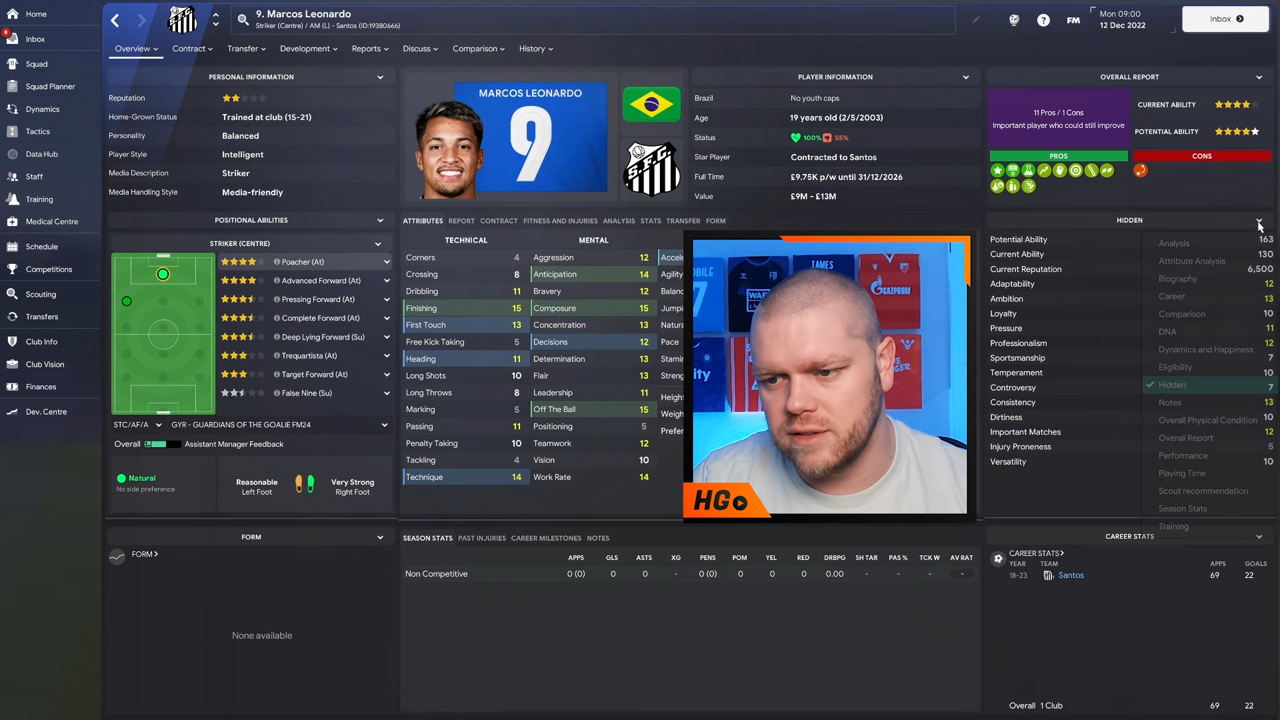 Home
6
Inbox
Squad
Squad Planner
Dynamics
Tactics
Data Hub
Staff
Training
Medical Centre
Schedule
Competitions
Scouting
Transfers
Club Info
Club Vision
Finances
Dev. Centre
9. Marcos Leonardo
Striker (Centre) / AM (L) - Santos (ID:19380666)
FM
Mon 09:00
12 Dec 2022
Inbox
Overview
Contract
Transfer
Development
Reports
Discuss
Comparison
History
PERSONAL INFORMATION
Reputation
Home-Grown Status Trained at club (15-21)
Personality Balanced
Player Style Intelligent
Media Description Striker
Media Handling Style Media-friendly
MARCOS LEONARDO
9
PLAYER INFORMATION
Brazil No youth caps
Age 19 years old (2/5/2003)
Status 100% 55%
Star Player Contracted to Santos
Full Time £9.75K p/w until 31/12/2026
Value £9M - £13M
OVERALL REPORT
11 Pros / 1 Cons
Important player who could still improve
CURRENT ABILITY
POTENTIAL ABILITY
PROS
CONS
POSITIONAL ABILITIES
STRIKER (CENTRE)
Poacher (At)
Advanced Forward (At)
Pressing Forward (At)
Complete Forward (At)
Deep Lying Forward (Su)
Trequartista (At)
Target Forward (At)
False Nine (Su)
STC/AF/A GYR - GUARDIANS OF THE GOALIE FM24
Overall Assistant Manager Feedback
Natural
No side preference
Reasonable
Left Foot
Very Strong
Right Foot
ATTRIBUTES REPORT CONTRACT FITNESS AND INJURIES ANALYSIS STATS TRANSFER FORM
TECHNICAL
Corners 4
Crossing 8
Dribbling 11
Finishing 15
First Touch 13
Free Kick Taking 5
Heading 11
Long Shots 10
Long Throws 8
Marking 5
Passing 11
Penalty Taking 10
Tackling 4
Technique 14
MENTAL
Aggression 12
Anticipation 14
Bravery 12
Composure 15
Concentration 13
Decisions 12
Determination 13
Flair 13
Leadership 11
Off The Ball 15
Positioning 5
Teamwork 12
Vision 10
Work Rate 14
Accele
Agility
Balanc
Jumpin
Natura
Pace
Stamin
Streng
Height
Weigh
Prefer
HG
HIDDEN
Potential Ability 163
Current Ability 130
Current Reputation 6,500
Adaptability 12
Ambition 13
Loyalty 10
Pressure 11
Professionalism 12
Sportsmanship 7
Temperament 10
Controversy 7
Consistency 13
Dirtiness 10
Important Matches 12
Injury Proneness 5
Versatility 10
Analysis
Attribute Analysis
Biography
Career
Comparison
DNA
Dynamics and Happiness
Eligibility
Hidden
Notes
Overall Physical Condition
Overall Report
Performance
Playing Time
Scout recommendation
Season Stats
Training
FORM
FORM
None available
SEASON STATS PAST INJURIES CAREER MILESTONES NOTES
APPS GLS ASTS XG PENS POM YEL RED DRBPG SH TAR PAS % TCK W AV RAT
Non Competitive 0 (0) 0 0 - 0 (0) 0 0 0 0.00 - - - -
CAREER STATS
CAREER STATS
YEAR TEAM APPS GOALS
18-23 Santos 69 22
Overall 1 Club 69 22